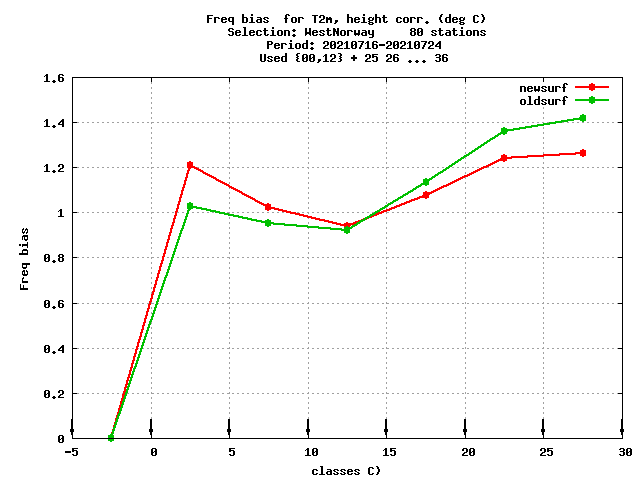 Freq bias  for T2m, height corr. (deg C)
Selection: WestNorway     80 stations
Period: 20210716-20210724
Used {00,12} + 25 26 ... 36
newsurf
oldsurf
1.6
1.4
1.2
1
0.8
0.6
0.4
0.2
0
Freq bias
-5 0 5 10 15 20 25 30
classes C)